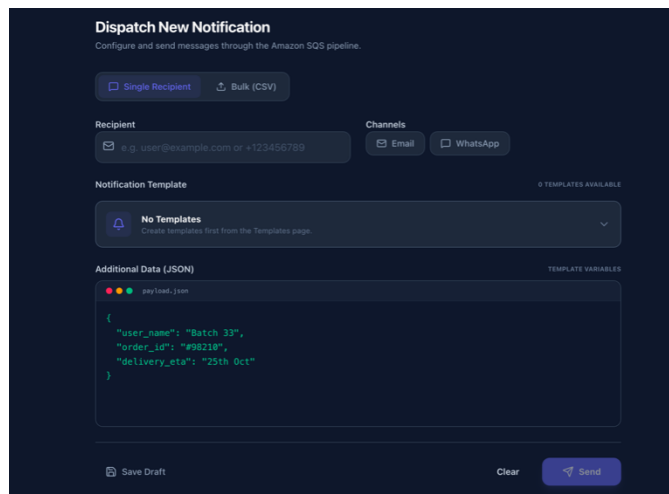 Dispatch New Notification
Configure and send messages through the Amazon SQS pipeline.
Single Recipient
Bulk (CSV)
Recipient
Channels
e.g. user@example.com or +123456789
Email
WhatsApp
Notification Template
0 TEMPLATES AVAILABLE
No Templates
Create templates first from the Templates page.
Additional Data (JSON)
TEMPLATE VARIABLES
payload.json
{
"user_name": "Batch 33",
"order_id": "#98210",
"delivery_eta": "25th Oct"
}
Save Draft
Clear
Send